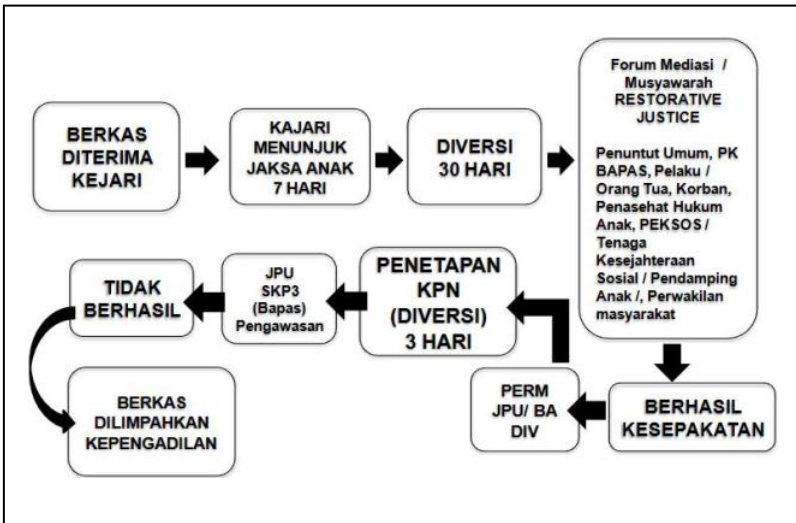 BERKAS
DITERIMA
KEJARI
KAJARI
MENUNJUK
JAKSA ANAK
7 HARI
DIVERSI
30 HARI
Forum Mediasi /
Musyawarah
RESTORATIVE
JUSTICE
Penuntut Umum, PK
BAPAS, Pelaku /
Orang Tua, Korban,
Penasehat Hukum
Anak, PEKSOS /
Tenaga
Kesejahteraan
Sosial / Pendamping
Anak /, Perwakilan
masyarakat
BERHASIL
KESEPAKATAN
PERM
JPU/ BA
DIV
PENETAPAN
KPN
(DIVERSI)
3 HARI
JPU
SKP3
(Bapas)
Pengawasan
TIDAK
BERHASIL
BERKAS
DILIMPAHKAN
KEPENGADILAN